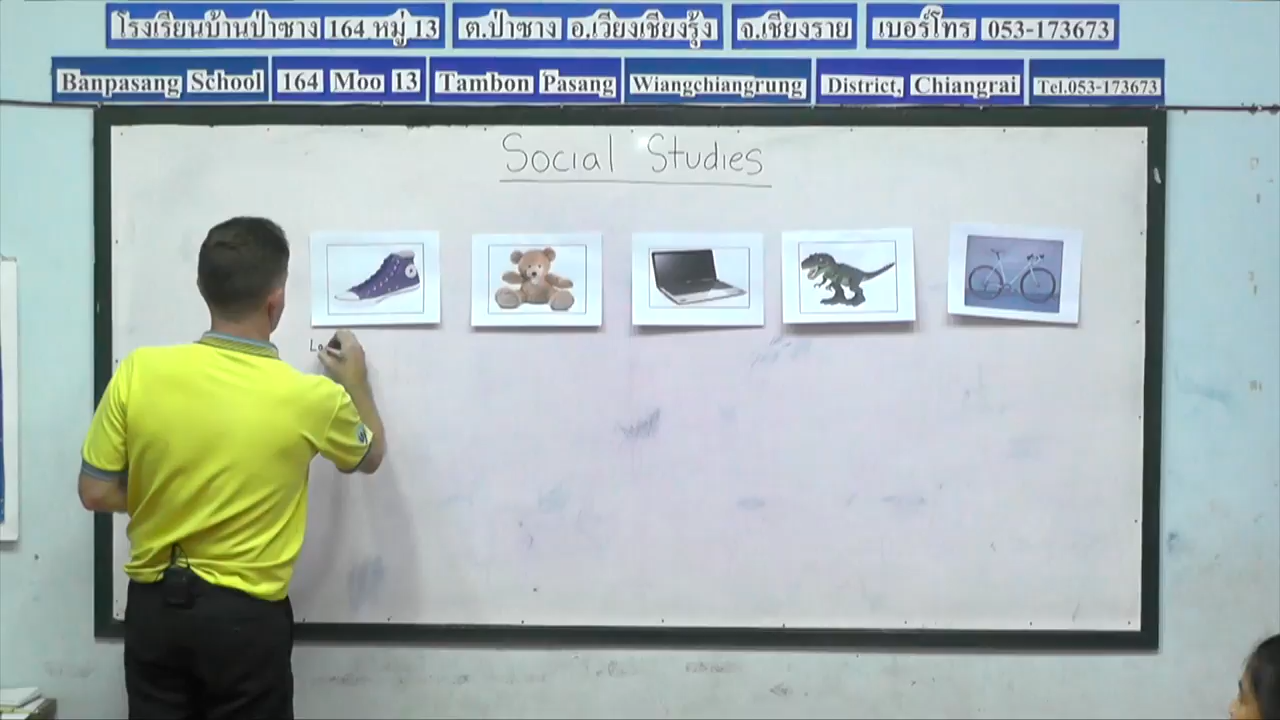 โรงเรียนบ้านป่าซาง 164 หมู่ 13 ต.ป่าซาง อ.เวียงเชียงรุ้ง จ.เชียงราย เบอร์โทร 053-173673
Banpasang School 164 Moo 13 Tambon Pasang Wiangchiangrung District, Chiangrai Tel.053-173673
Social Studies
Lo